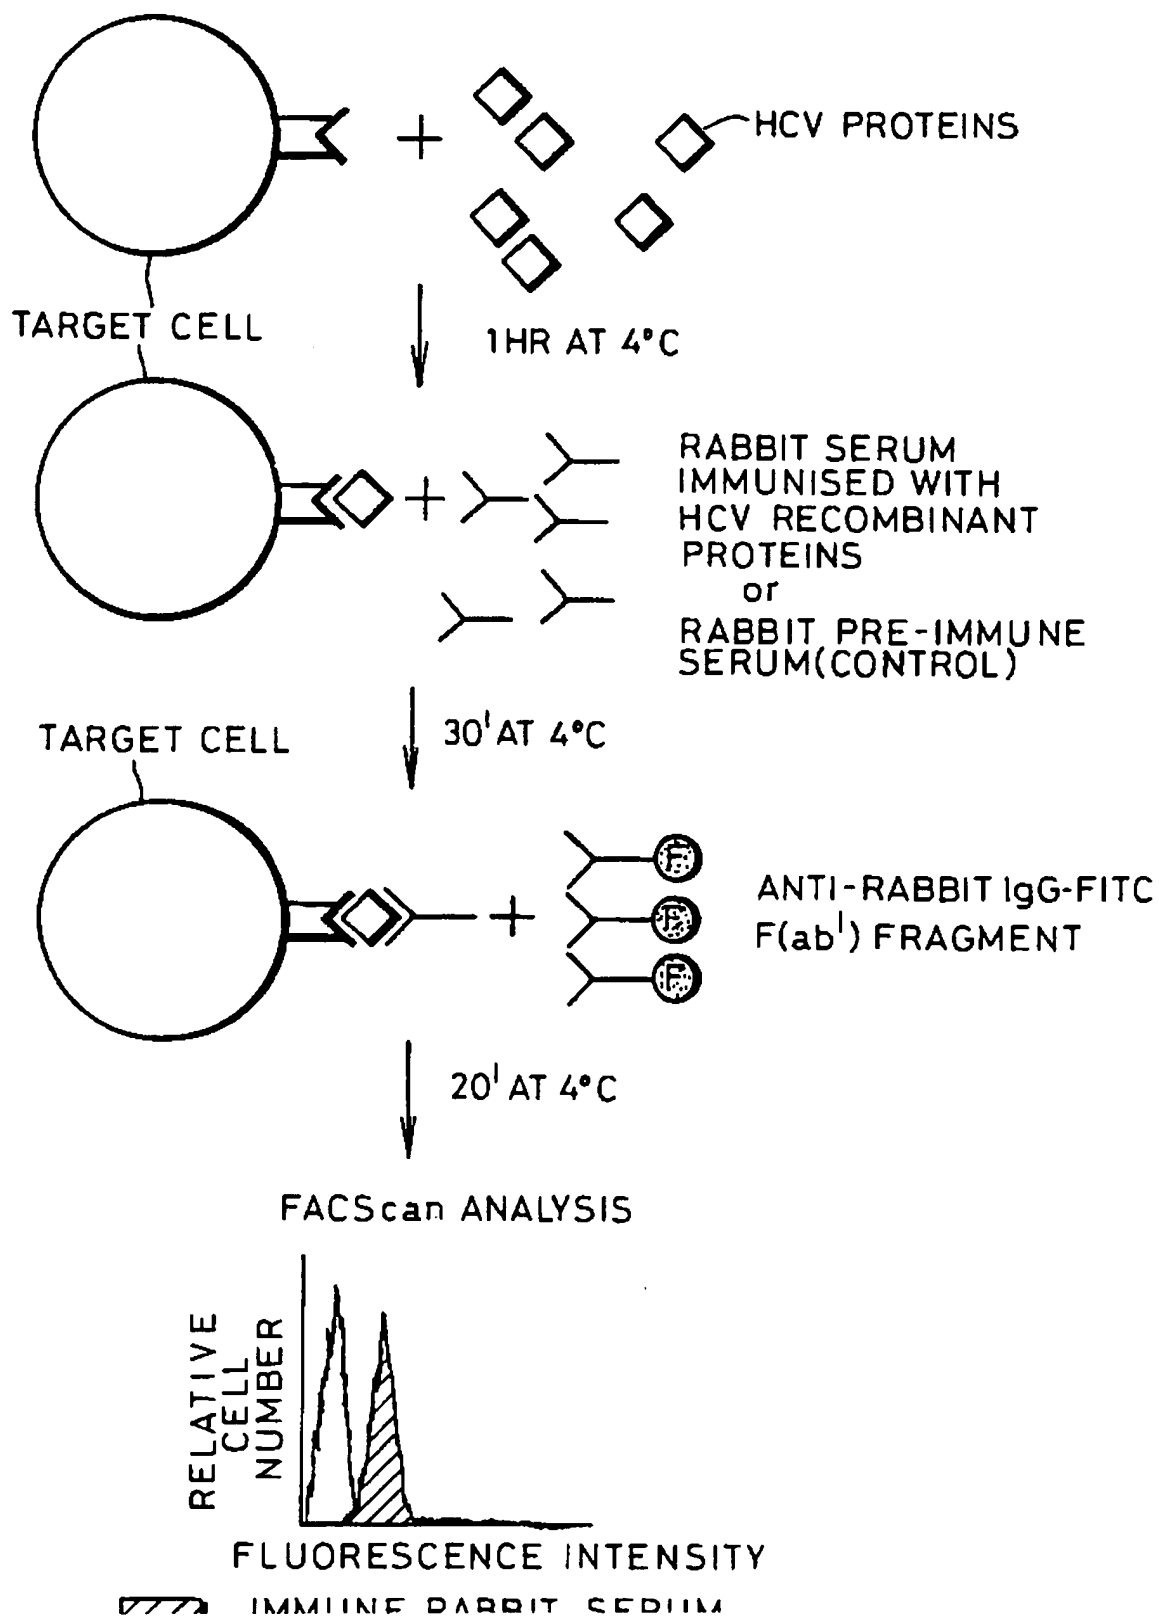 HCV PROTEINS
TARGET CELL
1HR AT 4°C
RABBIT SERUM
IMMUNISED WITH
HCV RECOMBINANT
PROTEINS
or
RABBIT PRE-IMMUNE
SERUM(CONTROL)
30' AT 4°C
TARGET CELL
F
F
F
ANTI-RABBIT IgG-FITC
F(ab') FRAGMENT
20' AT 4°C
FACScan ANALYSIS
RELATIVE
CELL
NUMBER
FLUORESCENCE INTENSITY
IMMUNE RABBIT SERUM